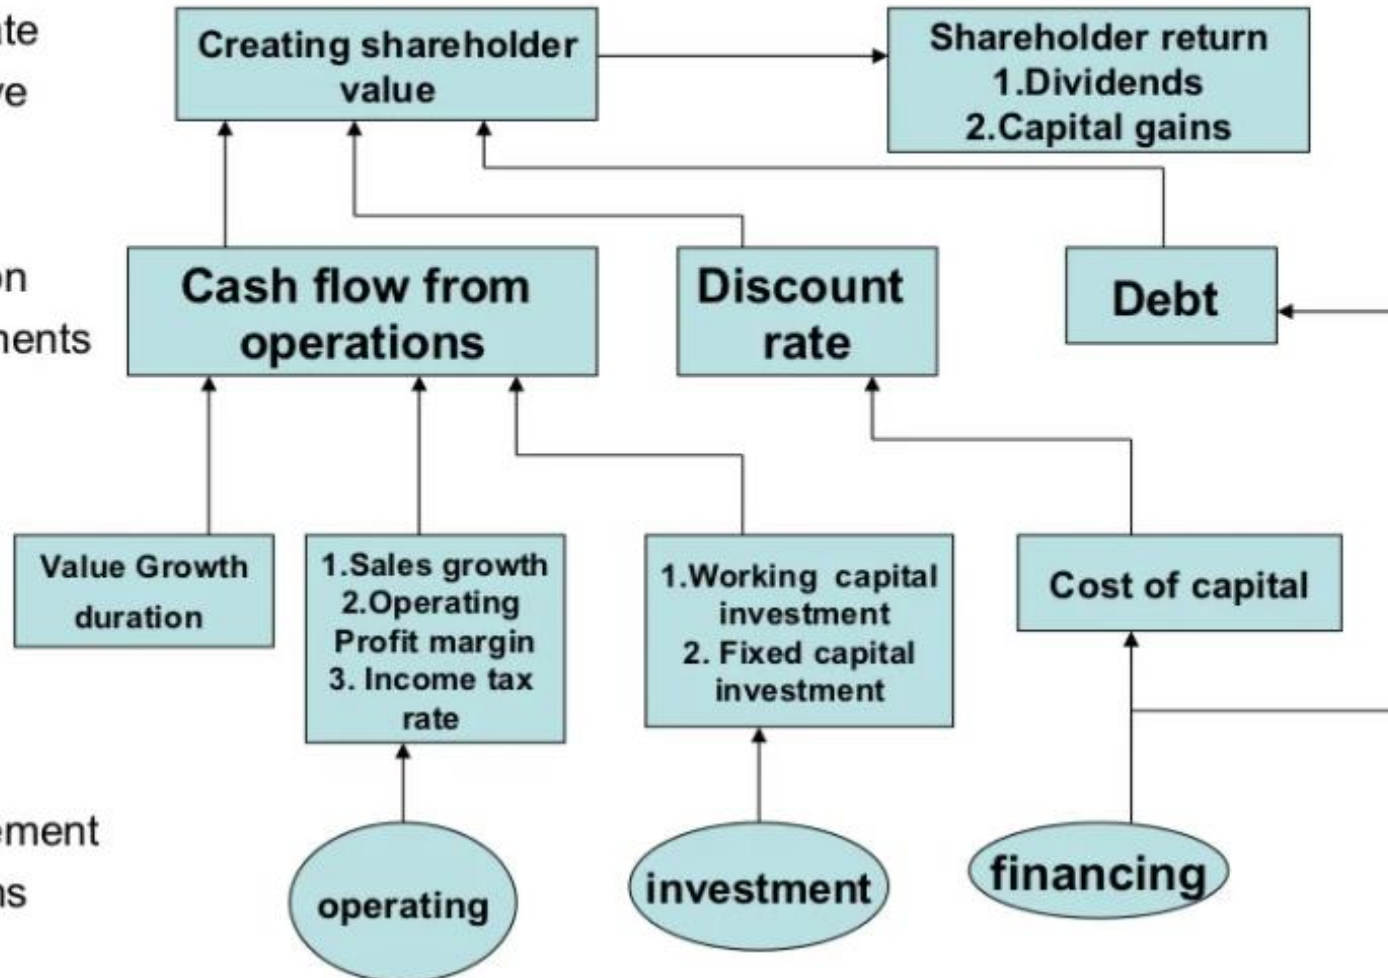 Creating shareholder
value
Shareholder return
1.Dividends
2.Capital gains
Cash flow from
operations
Discount
rate
Debt
Value Growth
duration
1.Sales growth
2.Operating
Profit margin
3. Income tax
rate
1.Working capital
investment
2. Fixed capital
investment
Cost of capital
operating
investment
financing